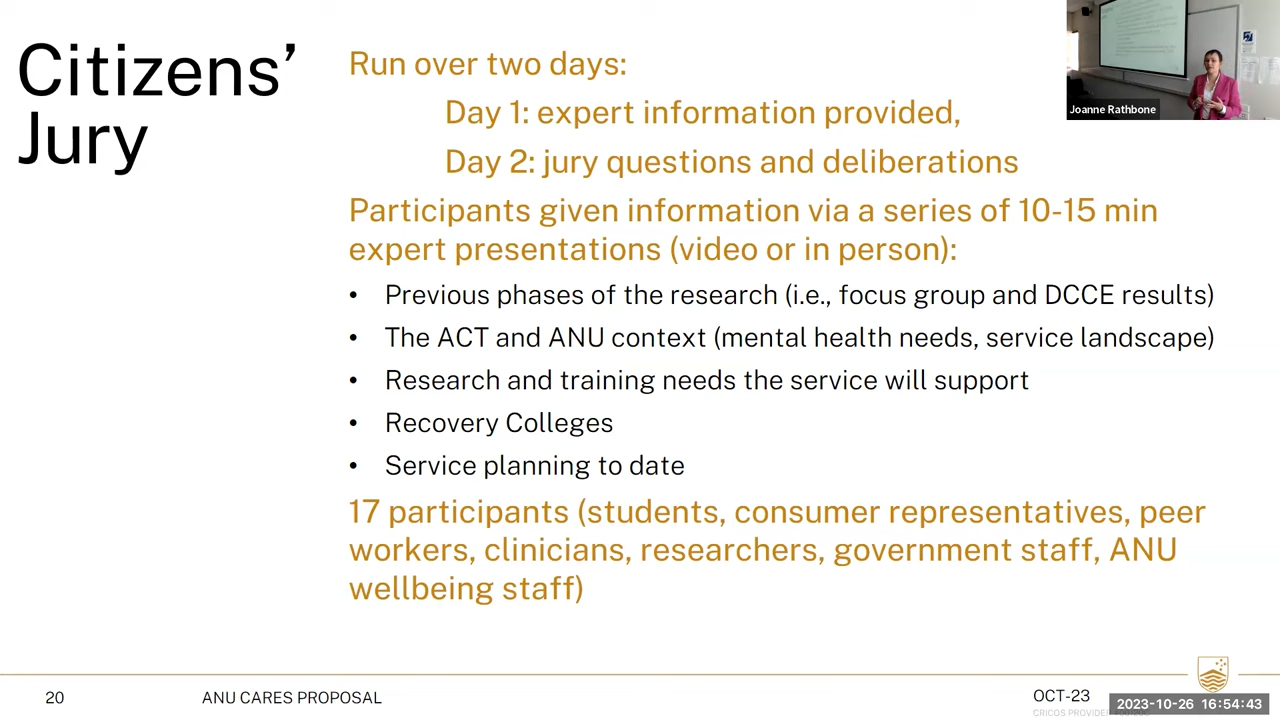 Citizens’
Jury
Run over two days:
Day 1: expert information provided,
Day 2: jury questions and deliberations
Participants given information via a series of 10-15 min
expert presentations (video or in person):
• Previous phases of the research (i.e., focus group and DCCE results)
• The ACT and ANU context (mental health needs, service landscape)
• Research and training needs the service will support
• Recovery Colleges
• Service planning to date
17 participants (students, consumer representatives, peer
workers, clinicians, researchers, government staff, ANU
wellbeing staff)
Joanne Rathbone
20
ANU CARES PROPOSAL
OCT-23
CRICOS PROVIDER
2023-10-26 16:54:43